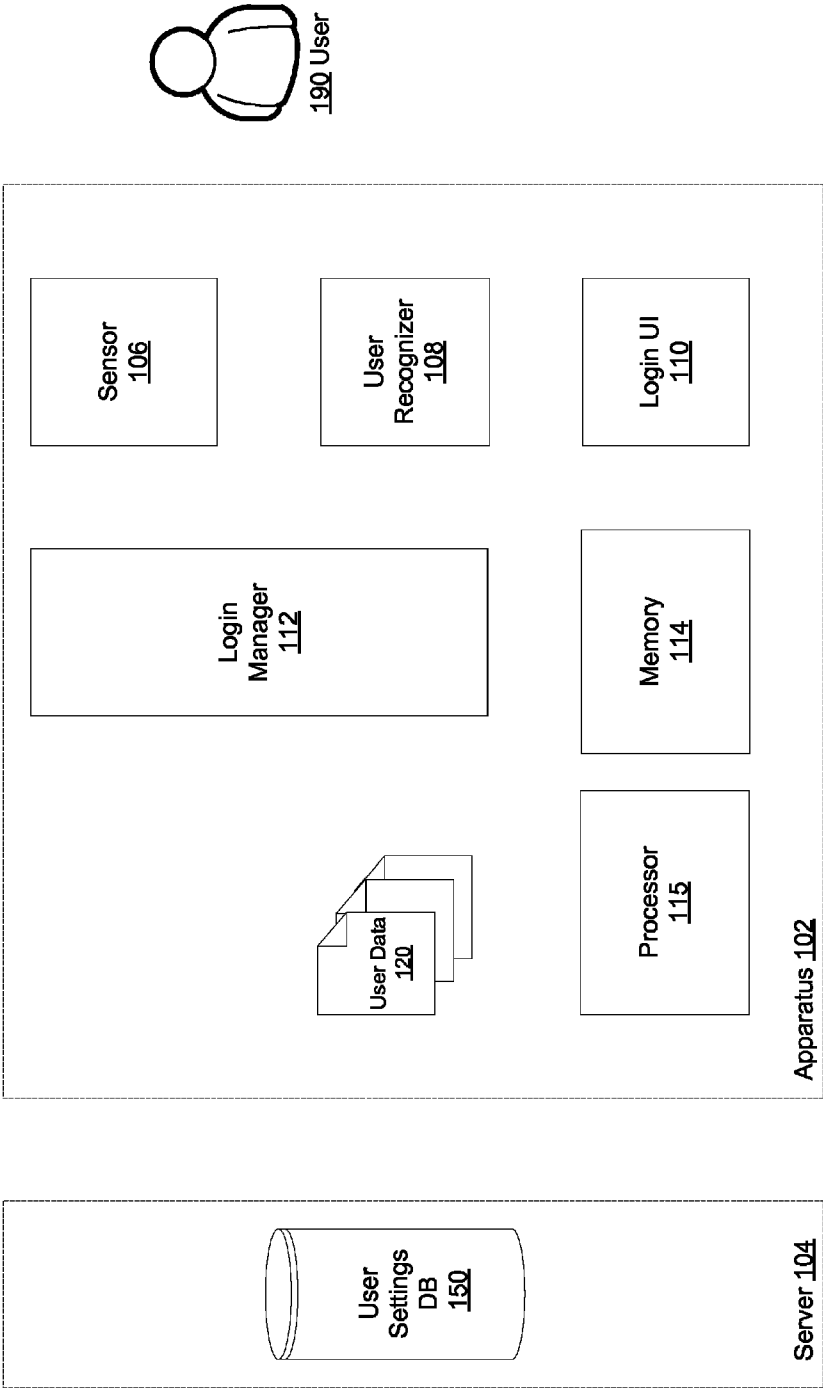 User
Settings
DB
150
Server 104
User Data
120
Login
Manager
112
Sensor
106
User
Recognizer
108
Processor
115
Memory
114
Login UI
110
Apparatus 102
190 User